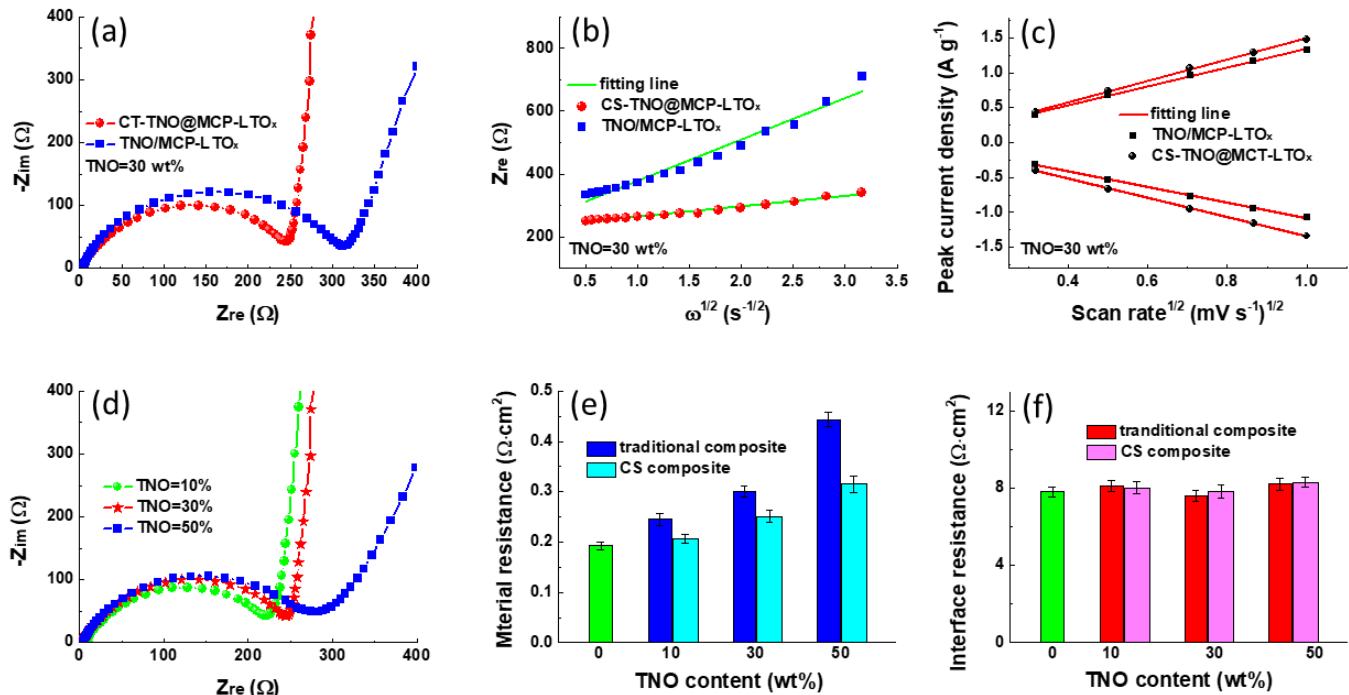 (a)
400
300
200
100
0
-Zim (Ω)
CT-TNO@MCP-LTOx
TNO/MCP-LTOx
TNO=30 wt%
0 50 100 150 200 250 300 350 400
Zre (Ω)
(b)
800
600
400
200
Zre (Ω)
fitting line
CS-TNO@MCP-LTOx
TNO/MCP-LTOx
TNO=30 wt%
0.5 1.0 1.5 2.0 2.5 3.0 3.5
ω1/2 (s-1/2)
(c)
1.5
1.0
0.5
0.0
-0.5
-1.0
-1.5
Peak current density (A g-1)
fitting line
TNO/MCP-LTOx
CS-TNO@MCT-LTOx
TNO=30 wt%
0.4 0.6 0.8 1.0
Scan rate1/2 (mV s-1)1/2
(d)
400
300
200
100
0
-Zim (Ω)
TNO=10%
TNO=30%
TNO=50%
0 100 200 300 400
Zre (Ω)
(e)
0.5
0.4
0.3
0.2
0.1
0.0
Mterial resistance (Ω·cm2)
traditional composite
CS composite
0 10 30 50
TNO content (wt%)
(f)
12
8
4
0
Interface resistance (Ω·cm2)
tranditional composite
CS composite
0 10 30 50
TNO content (wt%)